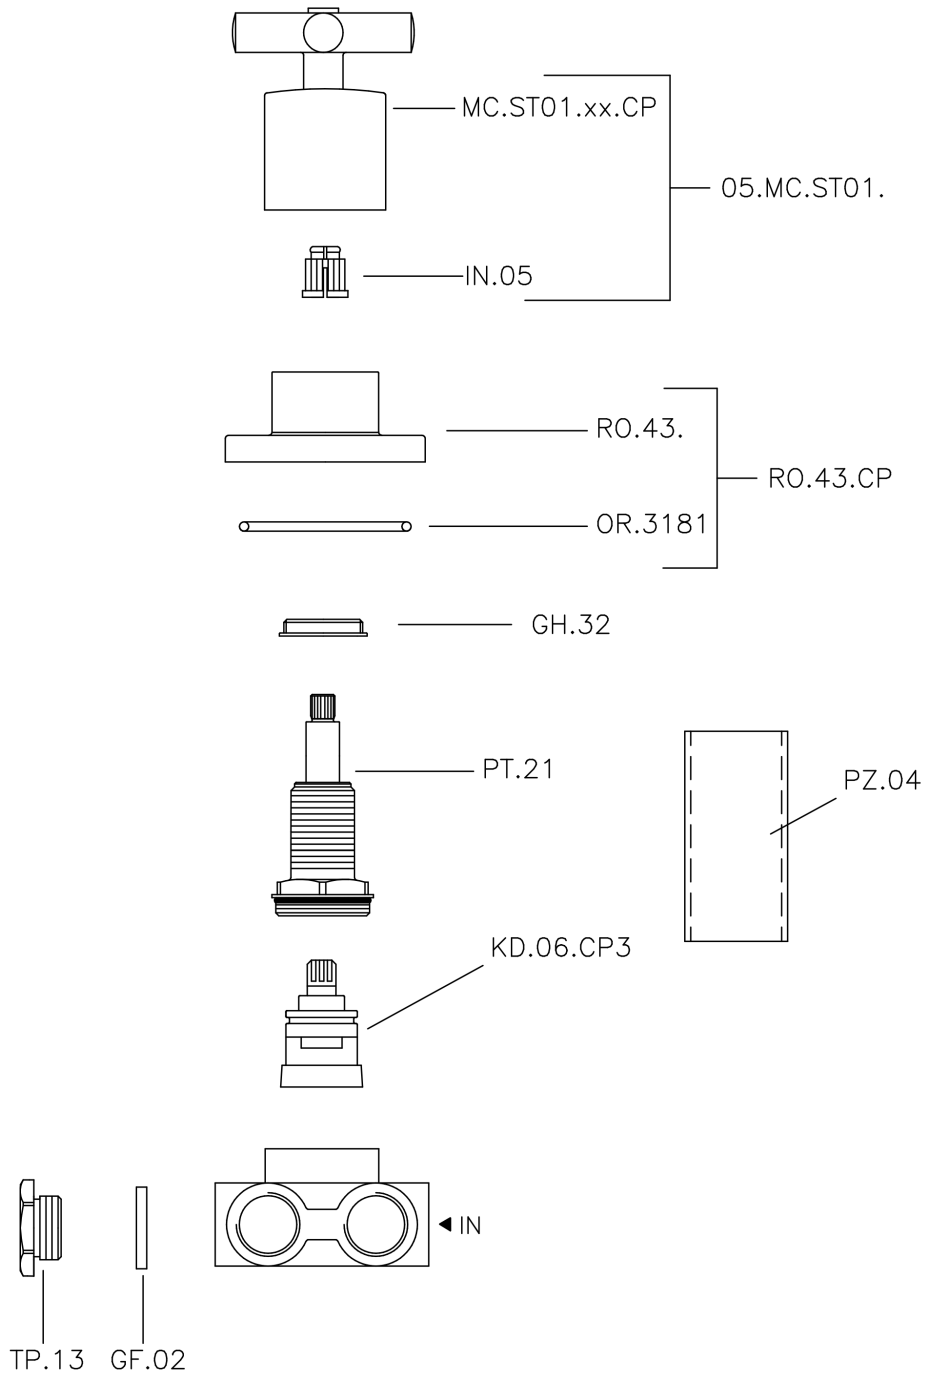 MC.ST01.xx.CP
05.MC.ST01.
IN.05
RO.43.
RO.43.CP
OR.3181
GH.32
PT.21
PZ.04
KD.06.CP3
IN
TP.13 GF.02